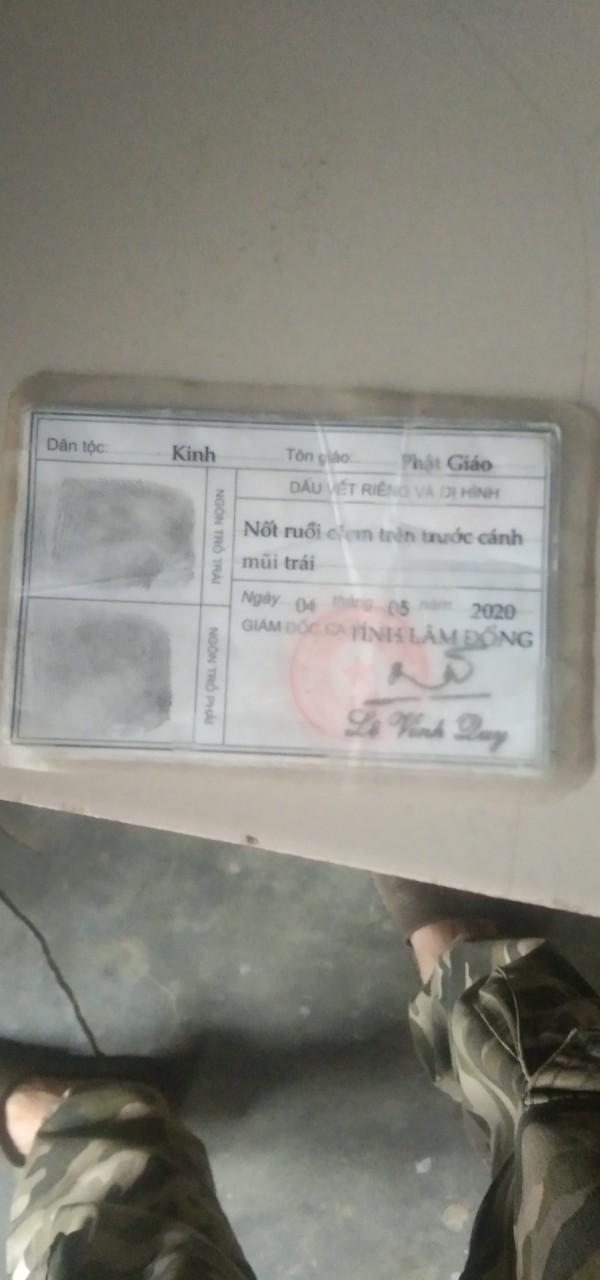 Dân tộc: Kinh Tôn giáo: Phật Giáo
DẤU VẾT RIÊNG VÀ DỊ HÌNH
NGÓN TRỎ TRÁI
Nốt ruồi trên trước cánh
mũi trái
Ngày 04 tháng 05 năm 2020
GIÁM ĐỐC CA TỈNH LÂM ĐỒNG
NGÓN TRỎ PHẢI
Lê Vinh Quy